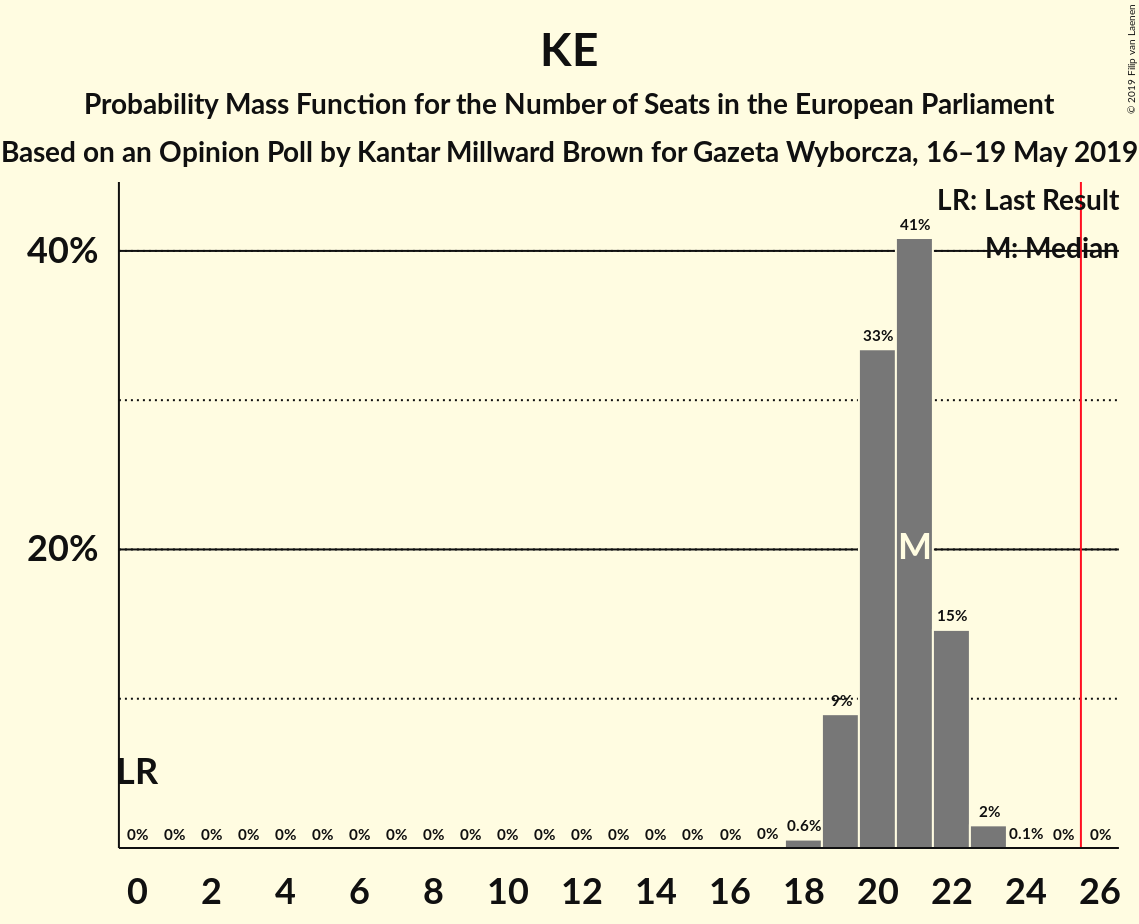 KE
Probability Mass Function for the Number of Seats in the European Parliament
Based on an Opinion Poll by Kantar Millward Brown for Gazeta Wyborcza, 16–19 May 2019
© 2019 Filip van Laenen
LR: Last Result
M: Median
40%
20%
41%
33%
M
15%
9%
LR
0% 0% 0% 0% 0% 0% 0% 0% 0% 0% 0% 0% 0% 0% 0% 0% 0% 0% 0.6% 2% 0.1% 0% 0%
0 2 4 6 8 10 12 14 16 18 20 22 24 26